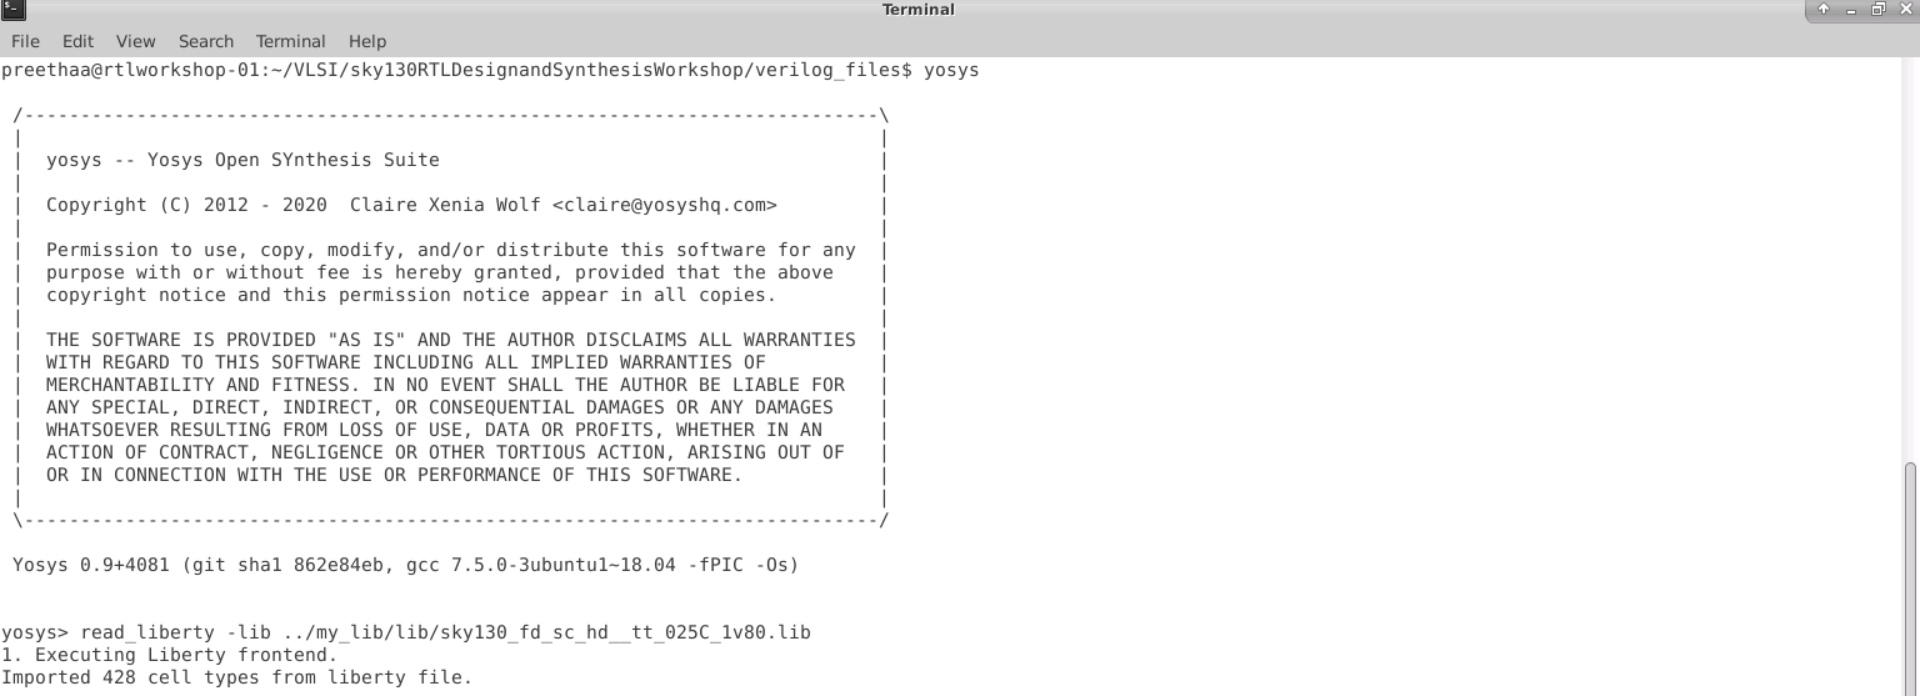 Terminal
File Edit View Search Terminal Help
preethaa@rtlworkshop-01:~/VLSI/sky130RTLDesignandSynthesisWorkshop/verilog_files$ yosys
/----------------------------------------------------------------------------\
|                                                                            |
|  yosys -- Yosys Open SYnthesis Suite                                       |
|                                                                            |
|  Copyright (C) 2012 - 2020  Claire Xenia Wolf <claire@yosyshq.com>         |
|                                                                            |
|  Permission to use, copy, modify, and/or distribute this software for any  |
|  purpose with or without fee is hereby granted, provided that the above    |
|  copyright notice and this permission notice appear in all copies.         |
|                                                                            |
|  THE SOFTWARE IS PROVIDED "AS IS" AND THE AUTHOR DISCLAIMS ALL WARRANTIES  |
|  WITH REGARD TO THIS SOFTWARE INCLUDING ALL IMPLIED WARRANTIES OF          |
|  MERCHANTABILITY AND FITNESS. IN NO EVENT SHALL THE AUTHOR BE LIABLE FOR   |
|  ANY SPECIAL, DIRECT, INDIRECT, OR CONSEQUENTIAL DAMAGES OR ANY DAMAGES    |
|  WHATSOEVER RESULTING FROM LOSS OF USE, DATA OR PROFITS, WHETHER IN AN     |
|  ACTION OF CONTRACT, NEGLIGENCE OR OTHER TORTIOUS ACTION, ARISING OUT OF   |
|  OR IN CONNECTION WITH THE USE OR PERFORMANCE OF THIS SOFTWARE.            |
|                                                                            |
\----------------------------------------------------------------------------/
Yosys 0.9+4081 (git sha1 862e84eb, gcc 7.5.0-3ubuntu1~18.04 -fPIC -Os)
yosys> read_liberty -lib ../my_lib/lib/sky130_fd_sc_hd__tt_025C_1v80.lib
1. Executing Liberty frontend.
Imported 428 cell types from liberty file.